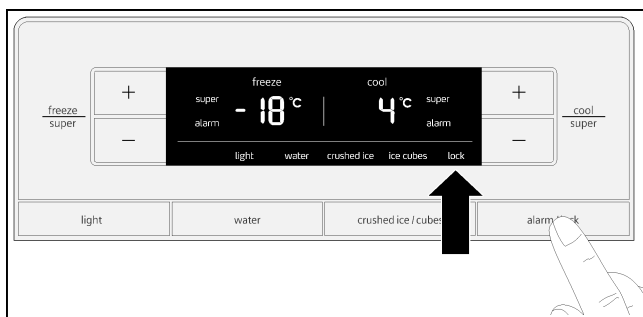 freeze cool
super -18 °C 4 °C super
alarm alarm
light water crushed ice ice cubes lock
freeze
super
+
−
+
−
cool
super
light water crushed ice / cubes alarm